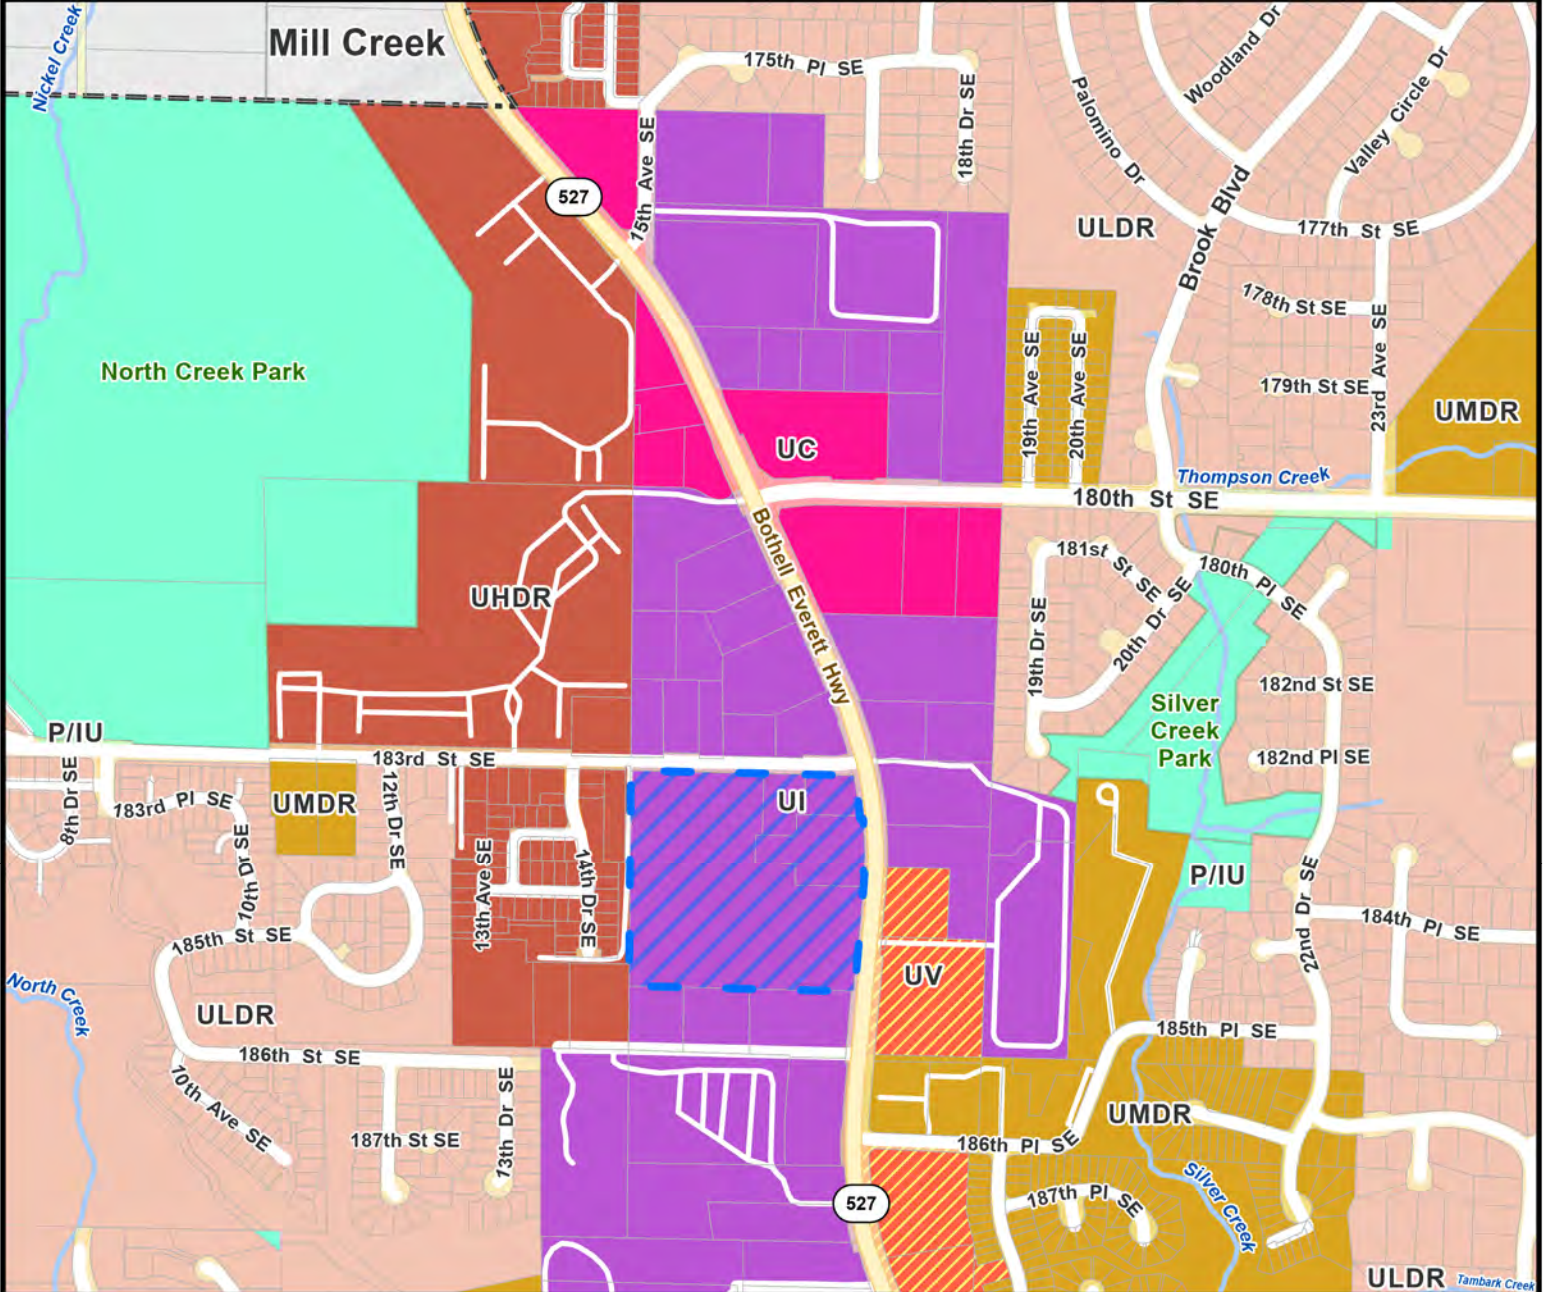 Mill Creek
Nickel Creek
175th Pl SE
18th Dr SE
15th Ave SE
527
Woodland Dr
Palomino Dr
Valley Circle Dr
Brook Blvd
ULDR
177th St SE
178th St SE
179th St SE
23rd Ave SE
19th Ave SE
20th Ave SE
UMDR
North Creek Park
UC
Thompson Creek
180th St SE
Bothell Everett Hwy
181st St SE
180th Pl SE
20th Dr SE
19th Dr SE
UHDR
182nd St SE
Silver
Creek
Park
182nd Pl SE
P/IU
183rd St SE
8th Dr SE
183rd Pl SE
UMDR
12th Dr SE
10th Dr SE
13th Ave SE
14th Dr SE
UI
P/IU
22nd Dr SE
184th Pl SE
185th St SE
UV
North Creek
ULDR
185th Pl SE
186th St SE
10th Ave SE
187th St SE
13th Dr SE
UMDR
186th Pl SE
187th Pl SE
Silver Creek
527
ULDR
Tambark Creek